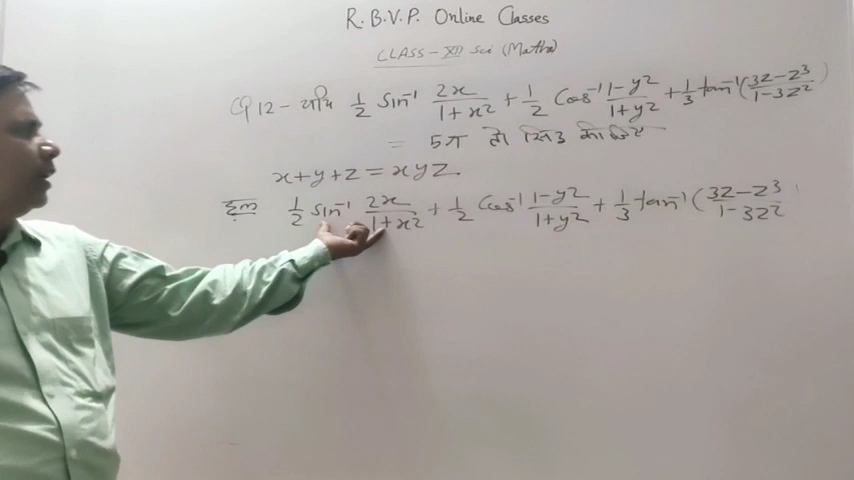 R.B.V.P. Online Classes
CLASS-XII Sci (Maths)
Q 12- यदि 1/2 Sin⁻¹ 2x/(1+x²) + 1/2 Cos⁻¹ (1-y²)/(1+y²) + 1/3 tan⁻¹((3z-z³)/(1-3z²))
= 5π तो सिद्ध कीजिए
x+y+z = xyz.
हल 1/2 Sin⁻¹ 2x/(1+x²) + 1/2 Cos⁻¹ (1-y²)/(1+y²) + 1/3 tan⁻¹((3z-z³)/(1-3z²)